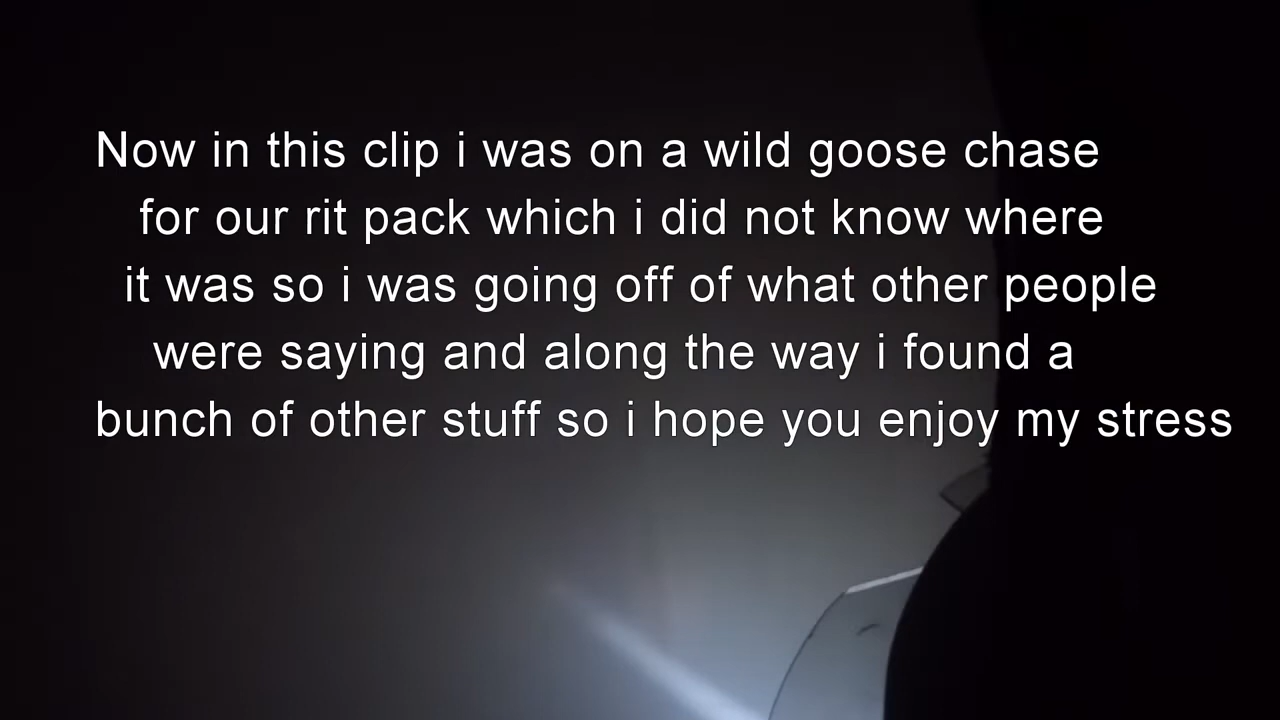 Now in this clip i was on a wild goose chase
for our rit pack which i did not know where
it was so i was going off of what other people
were saying and along the way i found a
bunch of other stuff so i hope you enjoy my stress